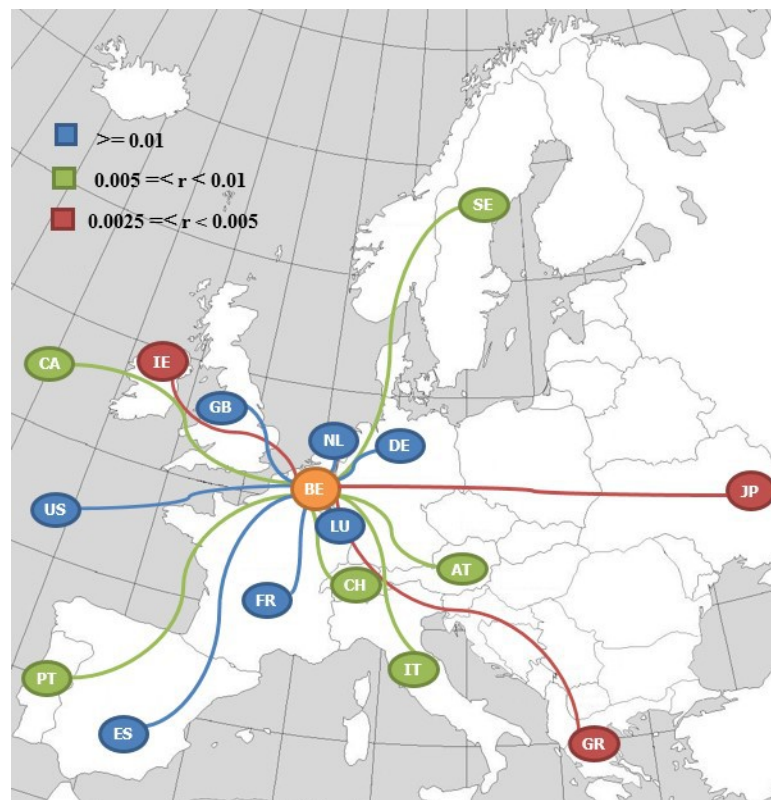 >= 0.01
0.005 =< r < 0.01
0.0025 =< r < 0.005
SE
CA
IE
GB
NL
DE
BE
JP
US
LU
AT
CH
FR
IT
PT
ES
GR